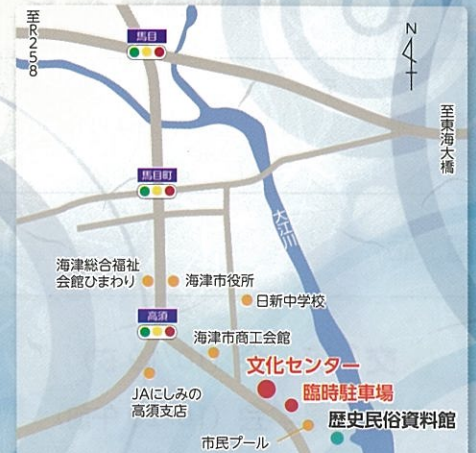 至R258
馬目
N
至東海大橋
馬目町
大江川
海津総合福祉
会館ひまわり
海津市役所
日新中学校
高須
海津市商工会館
JAにしみの
高須支店
文化センター
臨時駐車場
歴史民俗資料館
市民プール